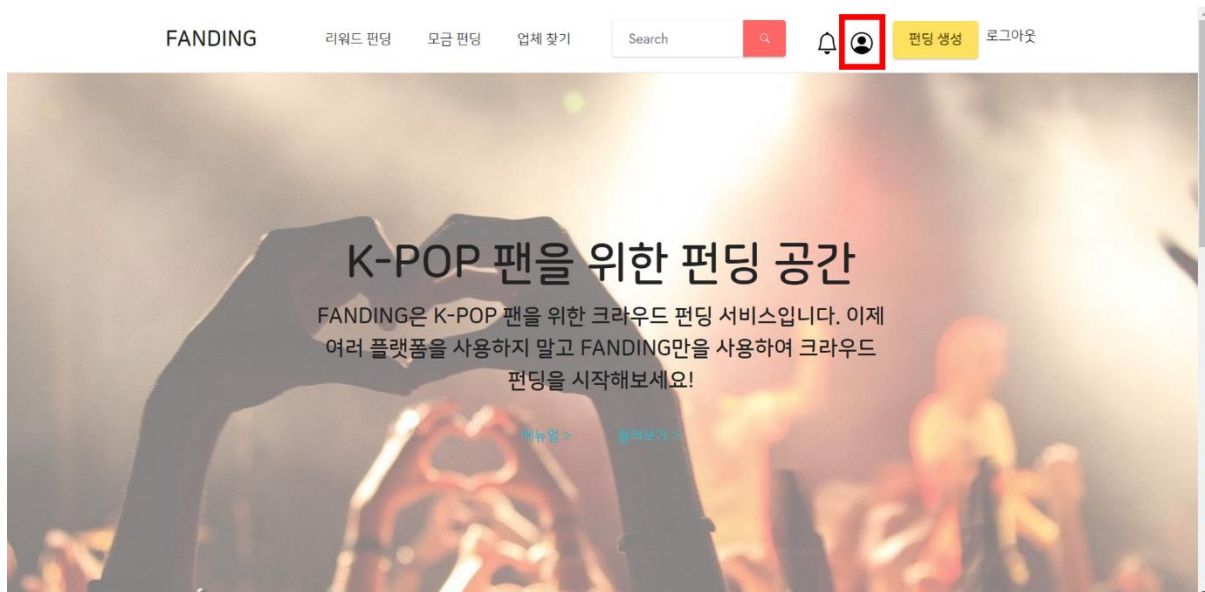 FANDING 리워드 펀딩 모금 펀딩 업체 찾기 Search 펀딩 생성 로그아웃
K-POP 팬을 위한 펀딩 공간
FANDING은 K-POP 팬을 위한 크라우드 펀딩 서비스입니다. 이제
여러 플랫폼을 사용하지 말고 FANDING만을 사용하여 크라우드
펀딩을 시작해보세요!
메뉴얼 > 둘러보기 >